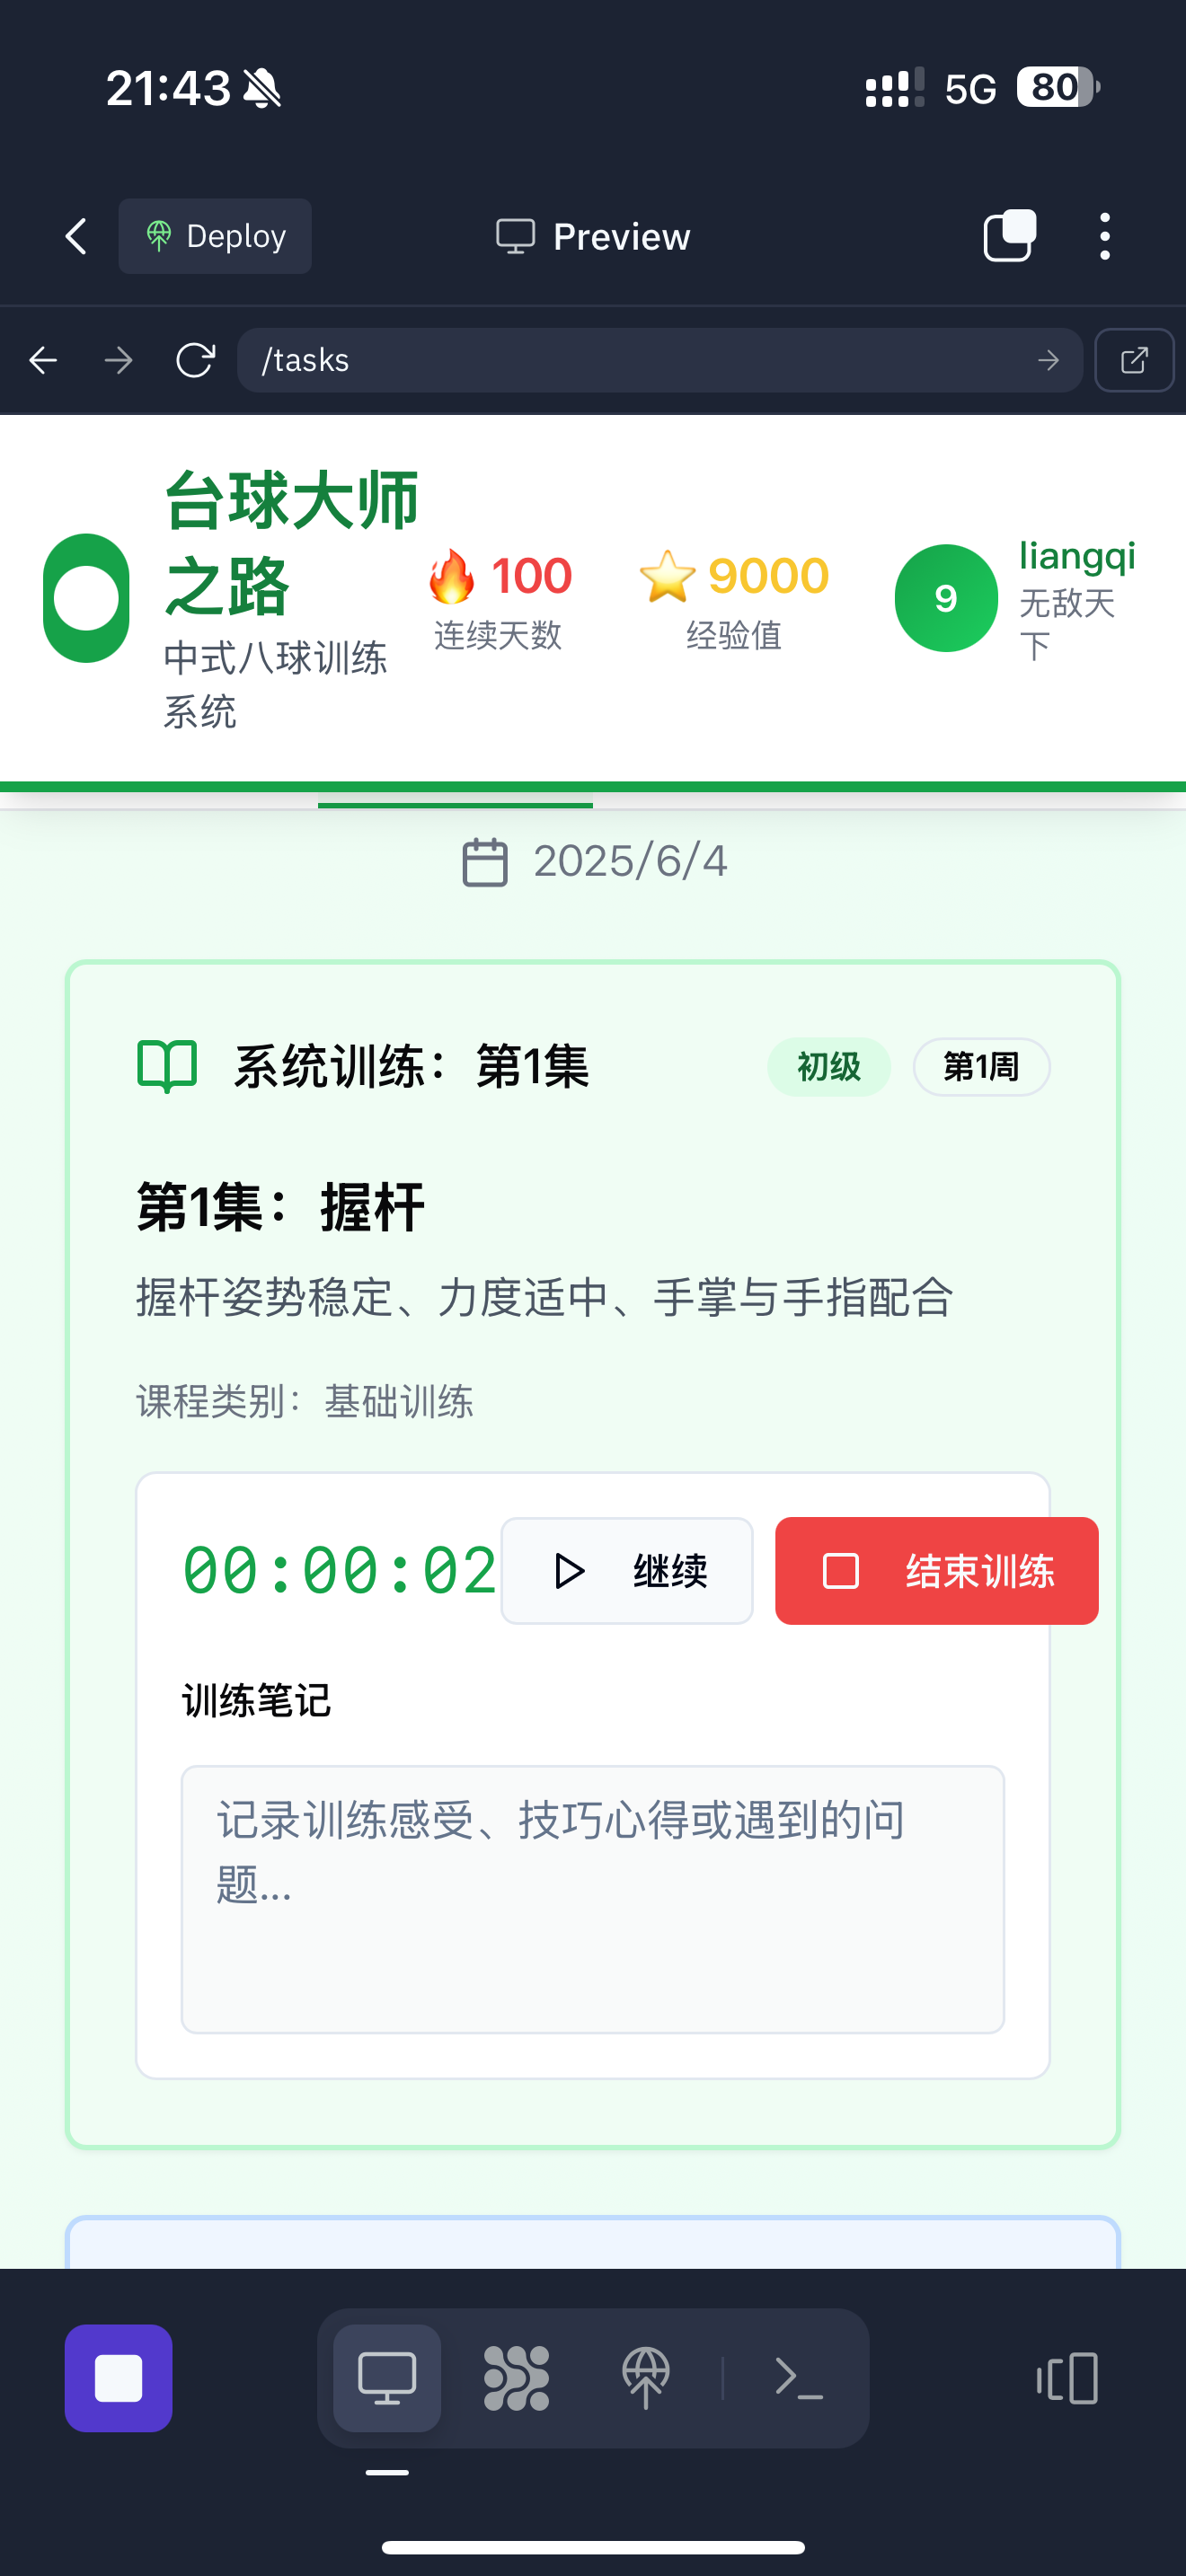 21:43
5G
80
Deploy
Preview
/tasks
台球大师
之路
中式八球训练
系统
🔥 100
连续天数
⭐ 9000
经验值
9
liangqi
无敌天
下
2025/6/4
系统训练：第1集
初级
第1周
第1集：握杆
握杆姿势稳定、力度适中、手掌与手指配合
课程类别：基础训练
00:00:02
继续
结束训练
训练笔记
记录训练感受、技巧心得或遇到的问
题...